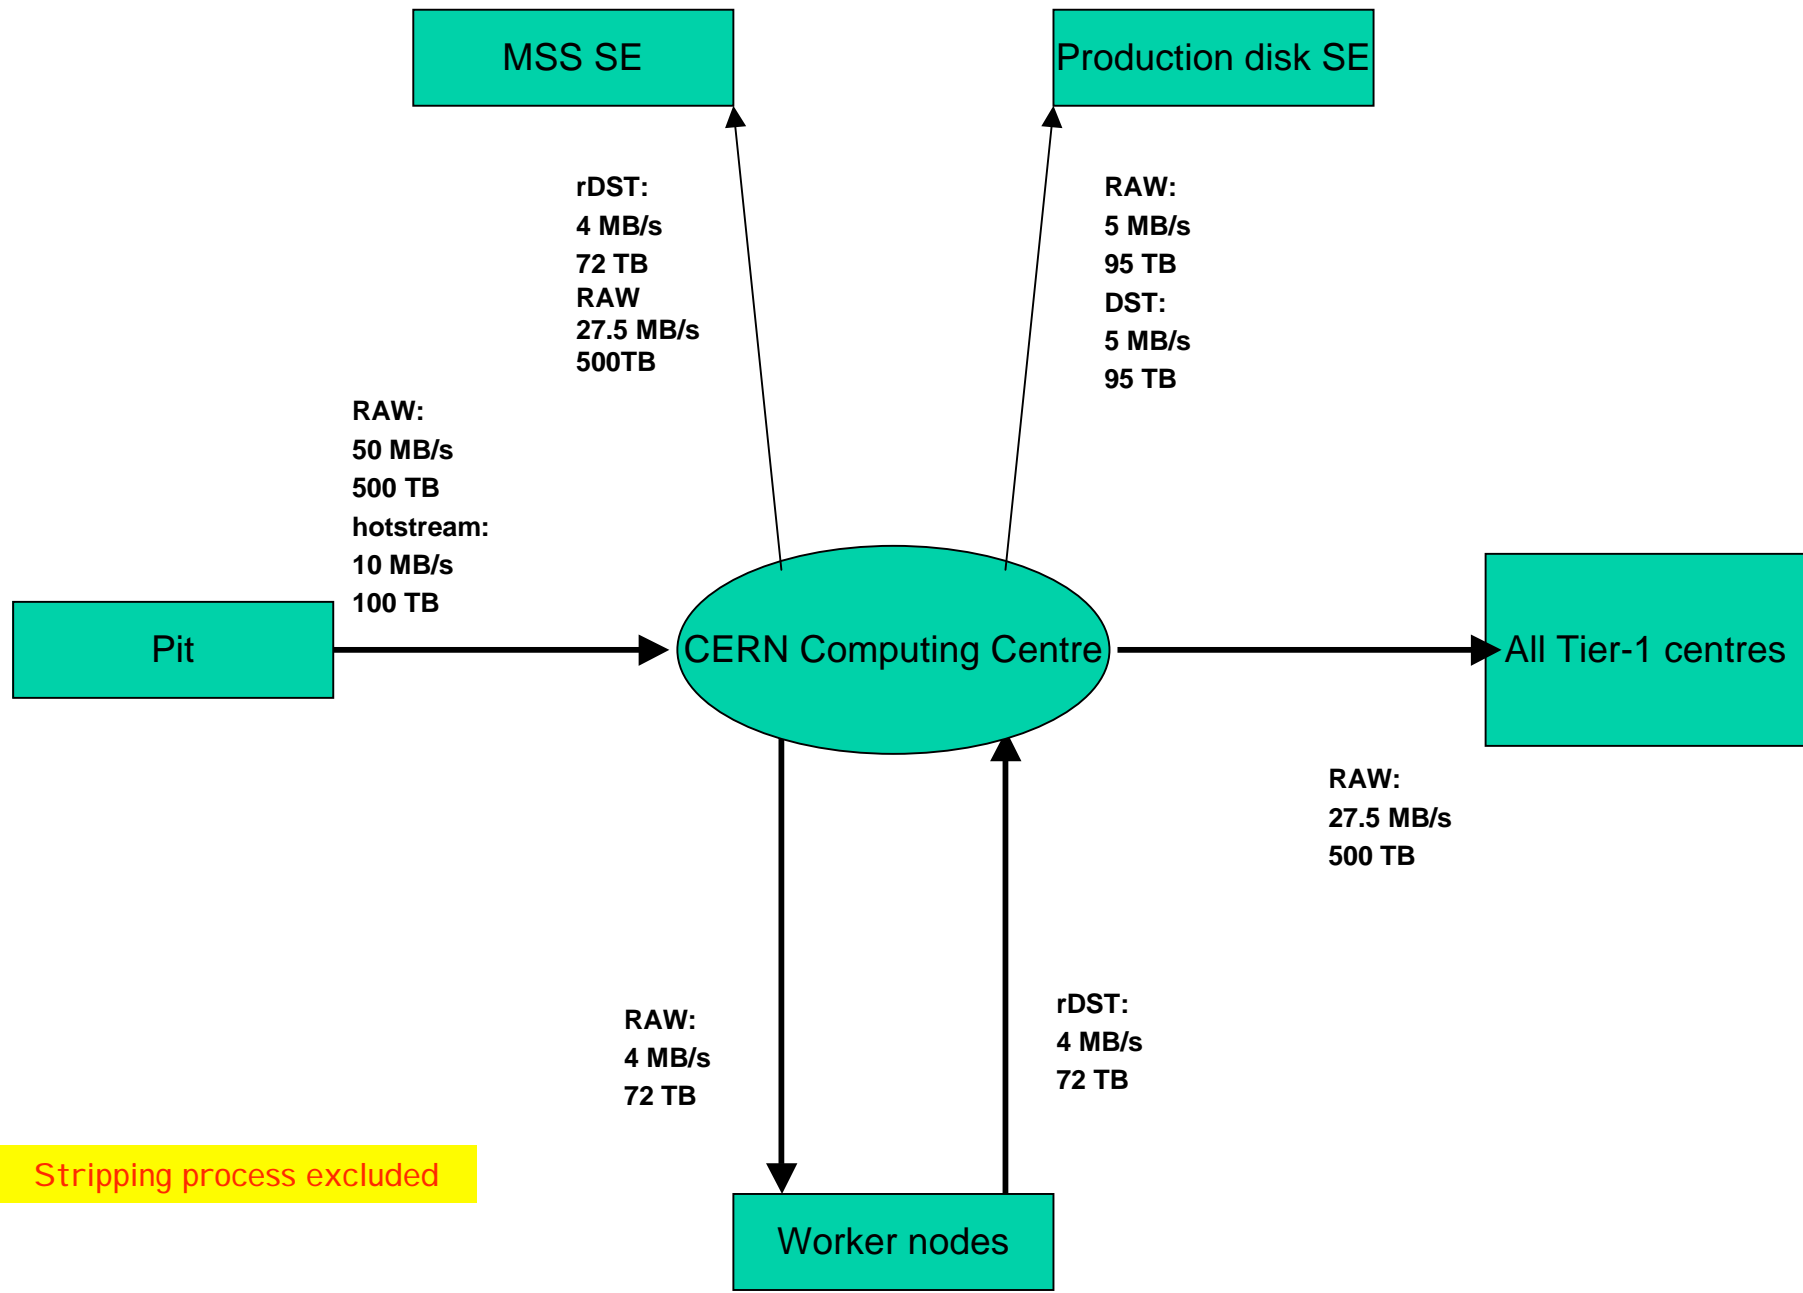 MSS SE
Production disk SE
rDST:
4 MB/s
72 TB
RAW
27.5 MB/s
500TB
RAW:
5 MB/s
95 TB
DST:
5 MB/s
95 TB
RAW:
50 MB/s
500 TB
hotstream:
10 MB/s
100 TB
Pit
CERN Computing Centre
All Tier-1 centres
RAW:
27.5 MB/s
500 TB
RAW:
4 MB/s
72 TB
rDST:
4 MB/s
72 TB
Stripping process excluded
Worker nodes